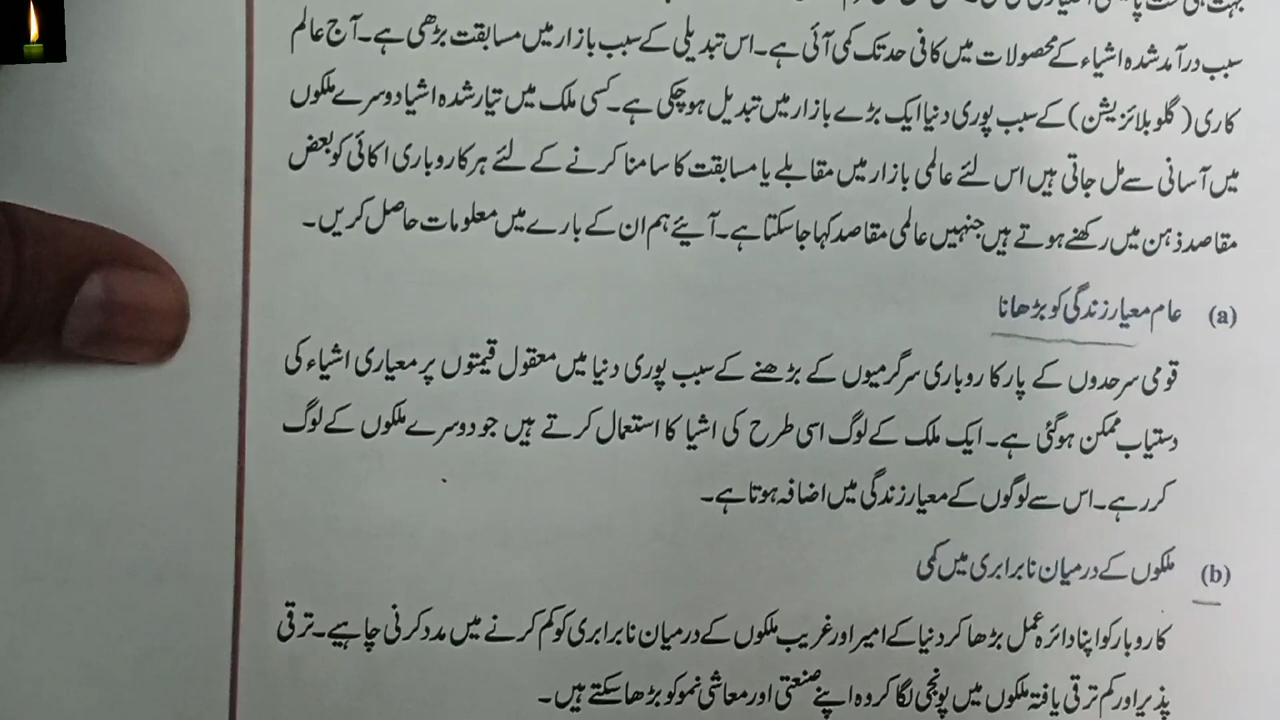 سبب درآمد شدہ اشیاء کے محصولات میں کافی حد تک کمی آئی ہے۔ اس تبدیلی کے سبب بازار میں مسابقت بڑھی ہے۔ آج عالم
کاری (گلوبلائزیشن) کے سبب پوری دنیا ایک بڑے بازار میں تبدیل ہوچکی ہے۔ کسی ملک میں تیار شدہ اشیا دوسرے ملکوں
میں آسانی سے مل جاتی ہیں اس لئے عالمی بازار میں مقابلے یا مسابقت کا سامنا کرنے کے لئے ہر کاروباری اکائی کو بعض
مقاصد ذہن میں رکھنے ہوتے ہیں جنہیں عالمی مقاصد کہا جاسکتا ہے۔ آیئے ہم ان کے بارے میں معلومات حاصل کریں۔
(a) عام معیار زندگی کو بڑھانا
قومی سرحدوں کے پار کاروباری سرگرمیوں کے بڑھنے کے سبب پوری دنیا میں معقول قیمتوں پر معیاری اشیاء کی
دستیاب ممکن ہوگئی ہے۔ ایک ملک کے لوگ اسی طرح کی اشیا کا استعمال کرتے ہیں جو دوسرے ملکوں کے لوگ
کررہے۔ اس سے لوگوں کے معیار زندگی میں اضافہ ہوتا ہے۔
(b) ملکوں کے درمیان نابرابری میں کمی
کاروبار کو اپنا دائرہ عمل بڑھا کر دنیا کے امیر اور غریب ملکوں کے درمیان نابرابری کو کم کرنے میں مدد کرنی چاہیے۔ ترقی
پذیر اور کم ترقی یافتہ ملکوں میں پونجی لگا کر وہ اپنے صنعتی اور معاشی نمو کو بڑھا سکتے ہیں۔